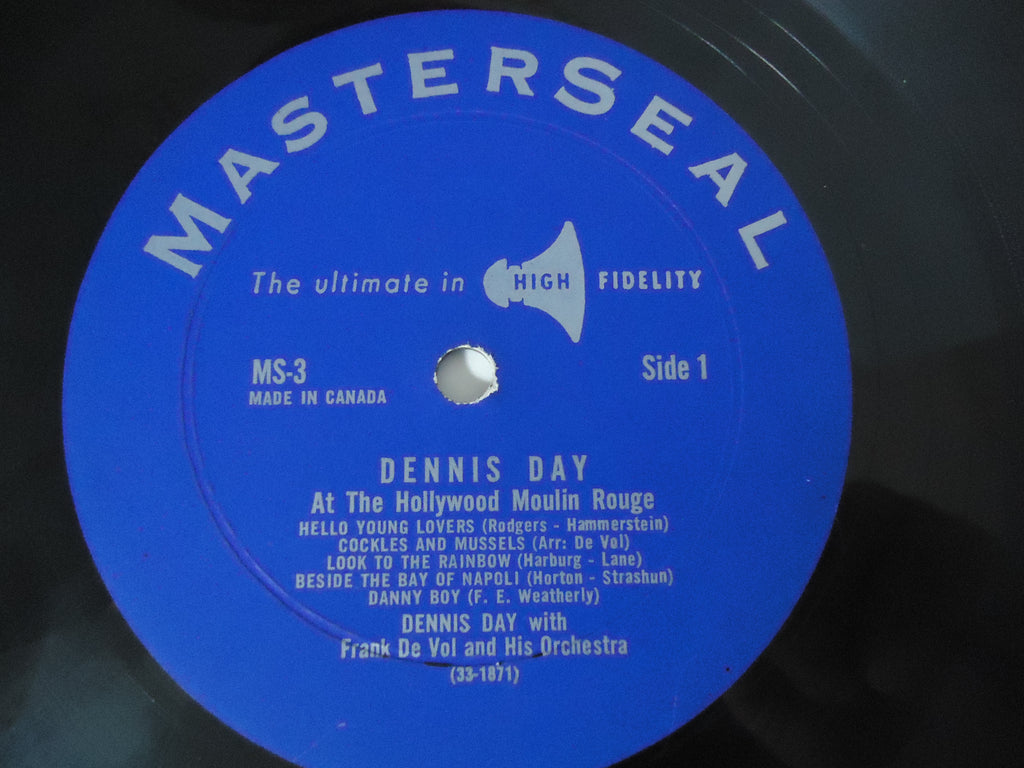 MASTERSEAL
The ultimate in HIGH FIDELITY
MS-3 Side 1
MADE IN CANADA
DENNIS DAY
At The Hollywood Moulin Rouge
HELLO YOUNG LOVERS (Rodgers - Hammerstein)
COCKLES AND MUSSELS (Arr: De Vol)
LOOK TO THE RAINBOW (Harburg - Lane)
BESIDE THE BAY OF NAPOLI (Horton - Strashun)
DANNY BOY (F. E. Weatherly)
DENNIS DAY with
Frank De Vol and His Orchestra
(33-1871)